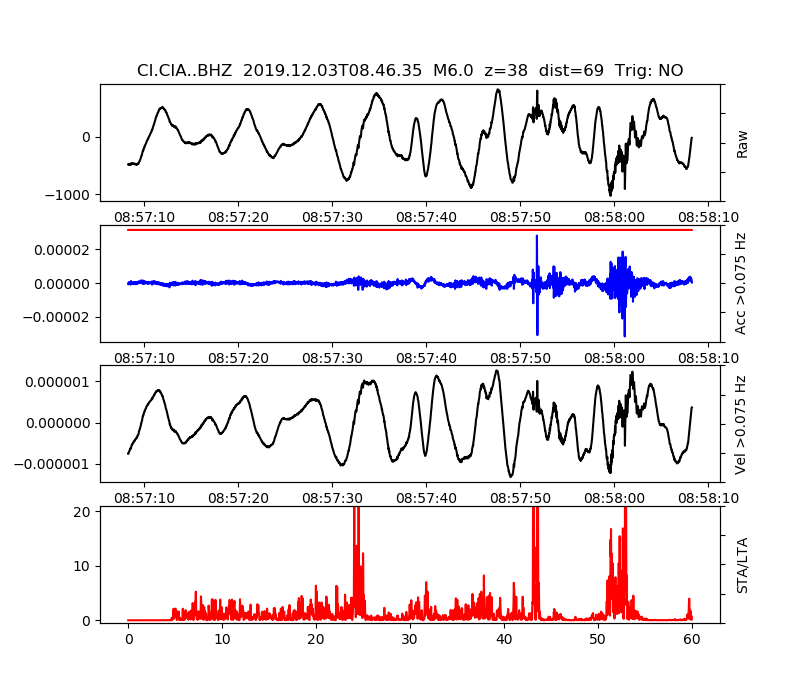 CI.CIA..BHZ  2019.12.03T08.46.35  M6.0  z=38  dist=69  Trig: NO
0
−1000
Raw
08:57:10 08:57:20 08:57:30 08:57:40 08:57:50 08:58:00 08:58:10
0.00002
0.00000
−0.00002
Acc >0.075 Hz
08:57:10 08:57:20 08:57:30 08:57:40 08:57:50 08:58:00 08:58:10
0.000001
0.000000
−0.000001
Vel >0.075 Hz
08:57:10 08:57:20 08:57:30 08:57:40 08:57:50 08:58:00 08:58:10
20
10
0
STA/LTA
0 10 20 30 40 50 60